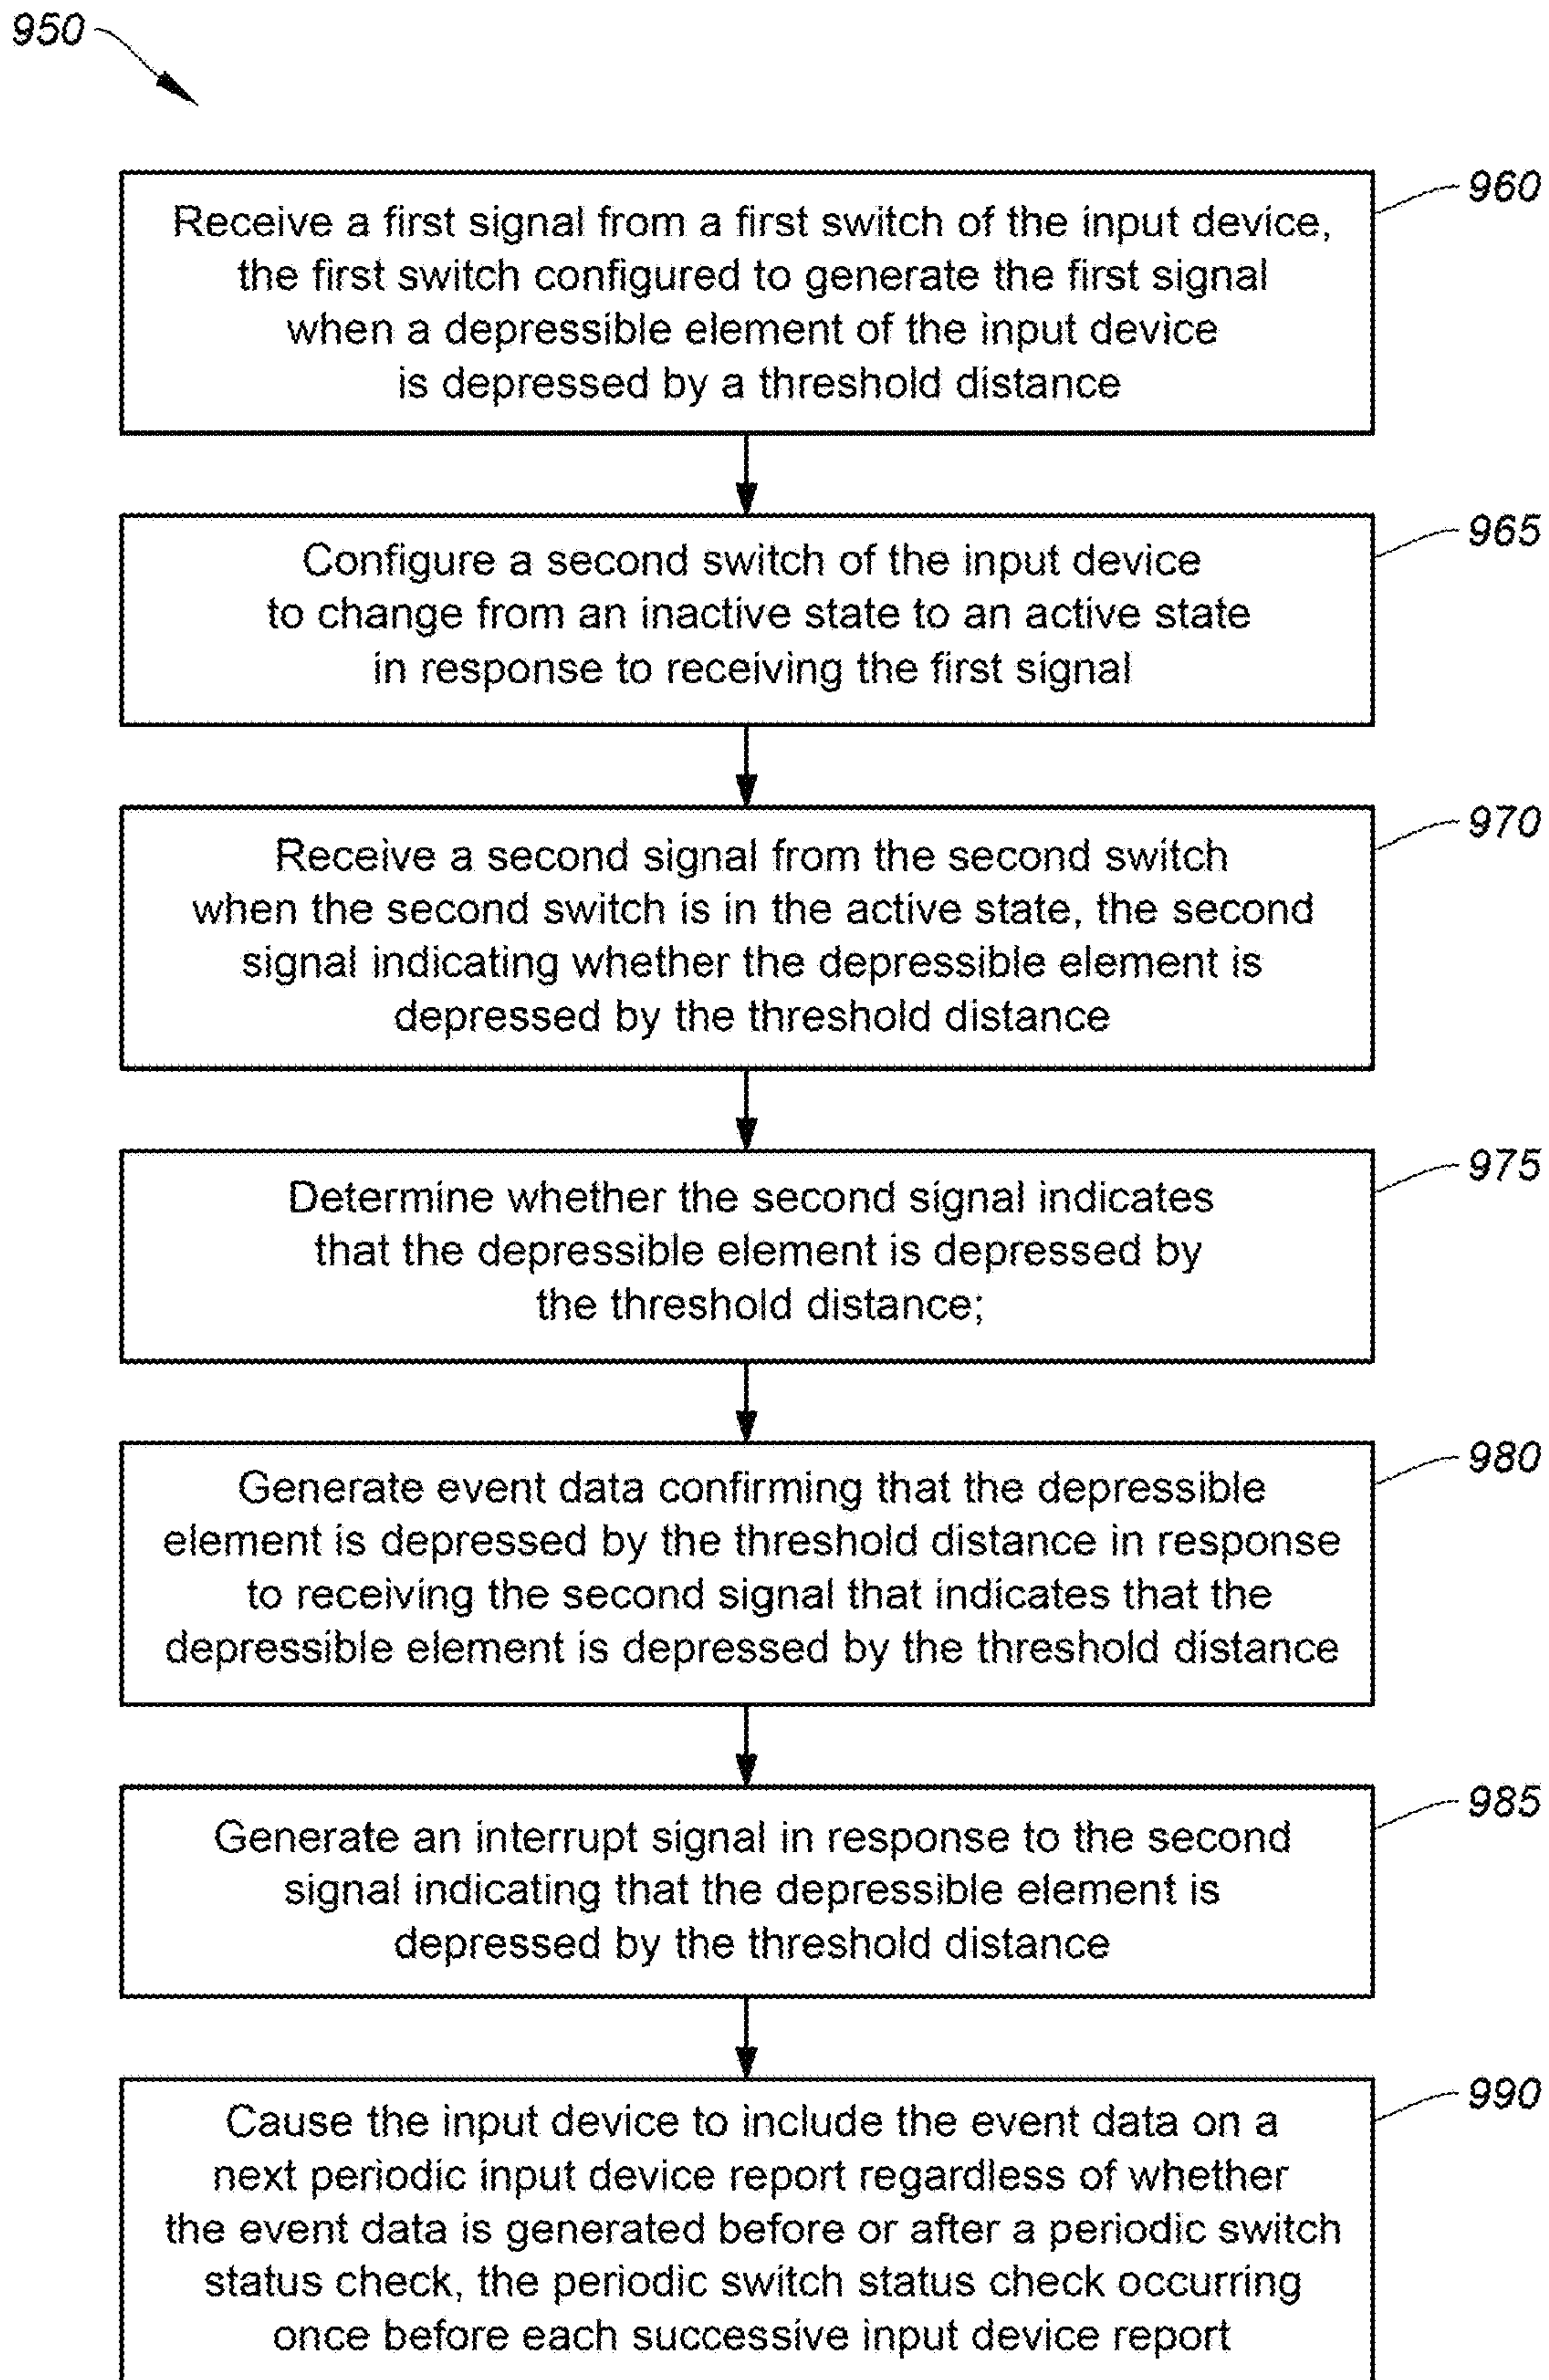 950
960
Receive a first signal from a first switch of the input device,
the first switch configured to generate the first signal
when a depressible element of the input device
is depressed by a threshold distance
965
Configure a second switch of the input device
to change from an inactive state to an active state
in response to receiving the first signal
970
Receive a second signal from the second switch
when the second switch is in the active state, the second
signal indicating whether the depressible element is
depressed by the threshold distance
975
Determine whether the second signal indicates
that the depressible element is depressed by
the threshold distance;
980
Generate event data confirming that the depressible
element is depressed by the threshold distance in response
to receiving the second signal that indicates that the
depressible element is depressed by the threshold distance
985
Generate an interrupt signal in response to the second
signal indicating that the depressible element is
depressed by the threshold distance
990
Cause the input device to include the event data on a
next periodic input device report regardless of whether
the event data is generated before or after a periodic switch
status check, the periodic switch status check occurring
once before each successive input device report